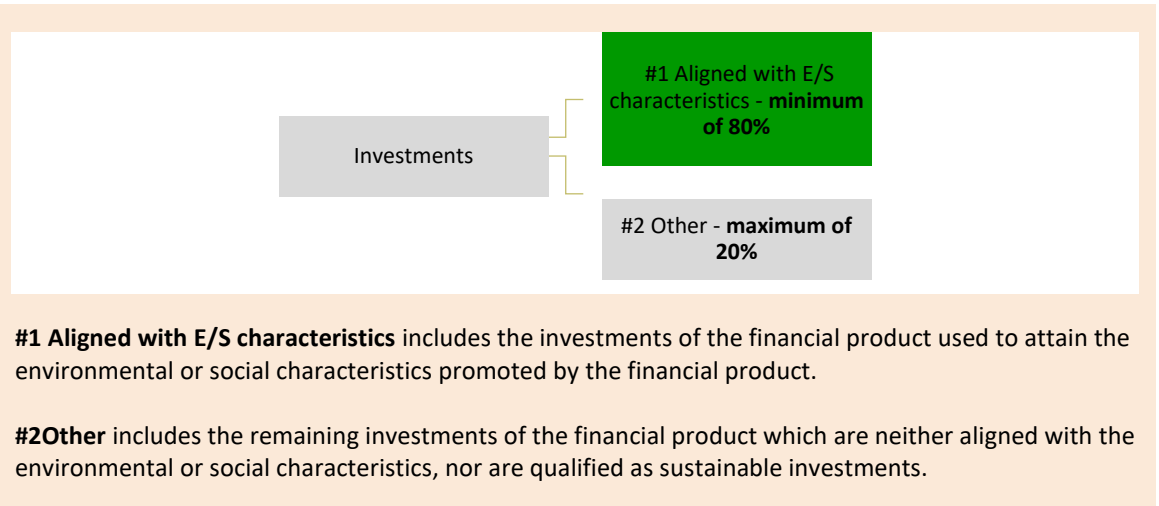 #1 Aligned with E/S
characteristics - minimum
of 80%
Investments
#2 Other - maximum of
20%
#1 Aligned with E/S characteristics includes the investments of the financial product used to attain the
environmental or social characteristics promoted by the financial product.
#2Other includes the remaining investments of the financial product which are neither aligned with the
environmental or social characteristics, nor are qualified as sustainable investments.